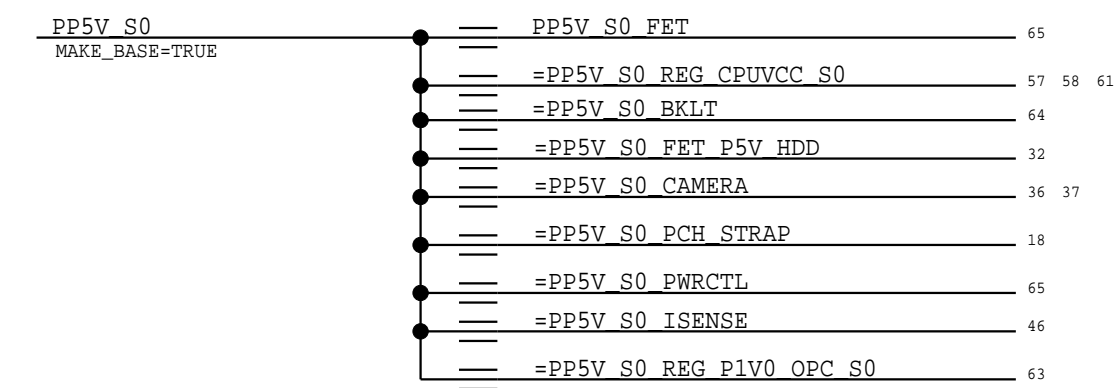 PP5V_S0 PP5V_S0_FET 65
MAKE_BASE=TRUE
=PP5V_S0_REG_CPUVCC_S0 57 58 61
=PP5V_S0_BKLT 64
=PP5V_S0_FET_P5V_HDD 32
=PP5V_S0_CAMERA 36 37
=PP5V_S0_PCH_STRAP 18
=PP5V_S0_PWRCTL 65
=PP5V_S0_ISENSE 46
=PP5V_S0_REG_P1V0_OPC_S0 63